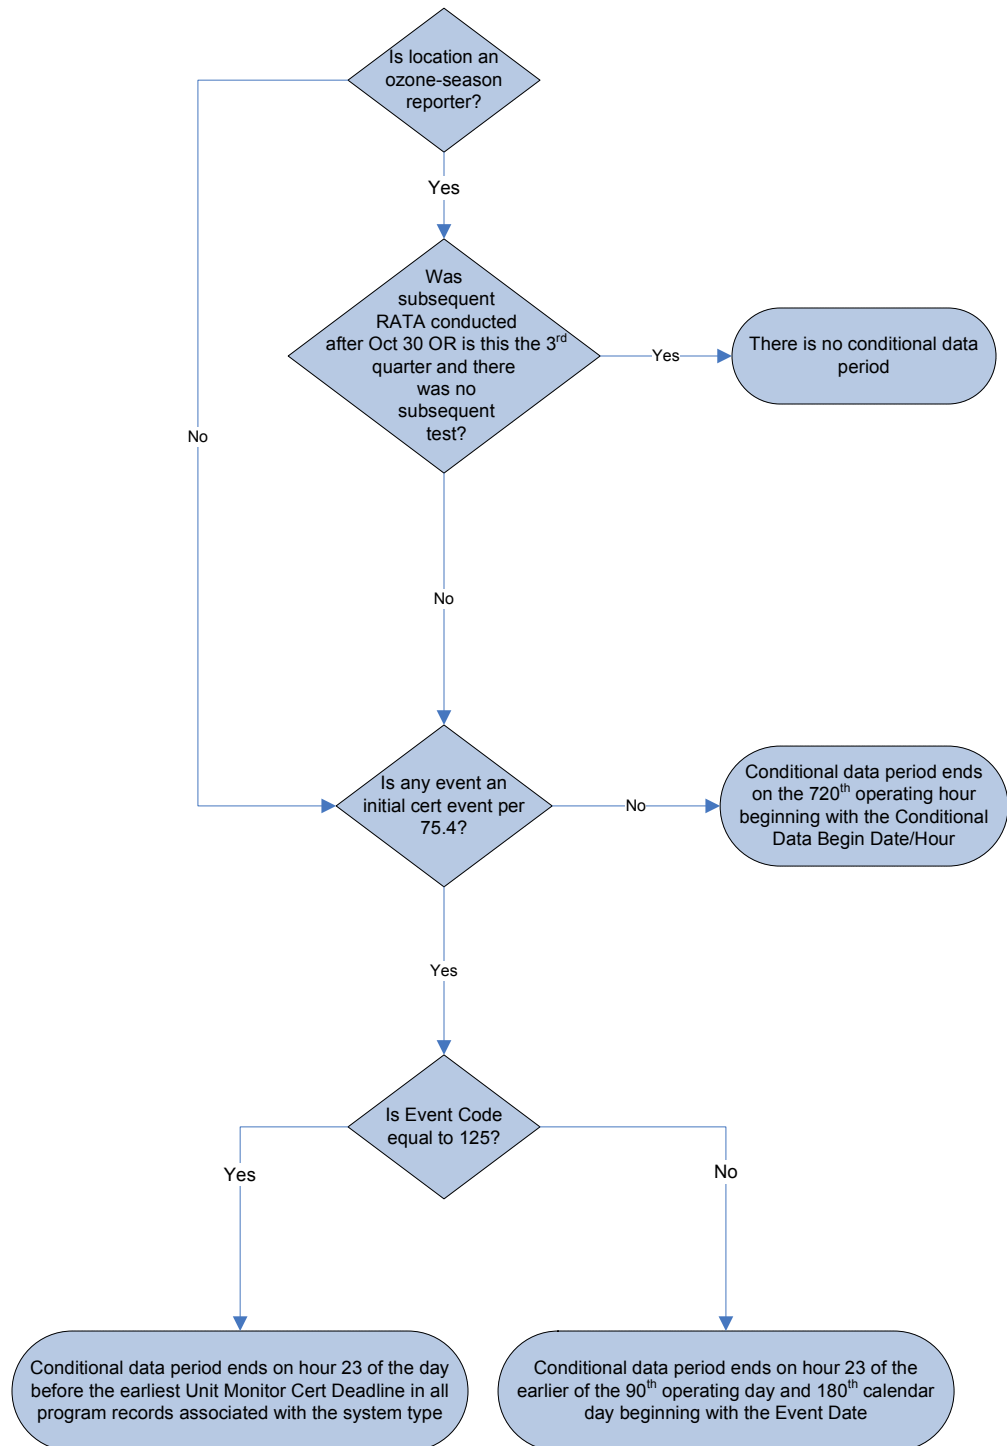 Is location an
ozone-season
reporter?
Yes
Was
subsequent
RATA conducted
after Oct 30 OR is this the 3rd
quarter and there
was no
subsequent
test?
Yes
There is no conditional data
period
No
No
Is any event an
initial cert event per
75.4?
No
Conditional data period ends
on the 720th operating hour
beginning with the Conditional
Data Begin Date/Hour
Yes
Is Event Code
equal to 125?
Yes
No
Conditional data period ends on hour 23 of the day
before the earliest Unit Monitor Cert Deadline in all
program records associated with the system type
Conditional data period ends on hour 23 of the
earlier of the 90th operating day and 180th calendar
day beginning with the Event Date